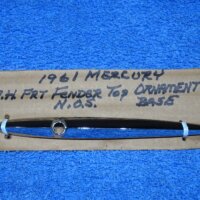 1961 MERCURY
R.H FRT FENDER TOP ORNAMENT
N.O.S. BASE